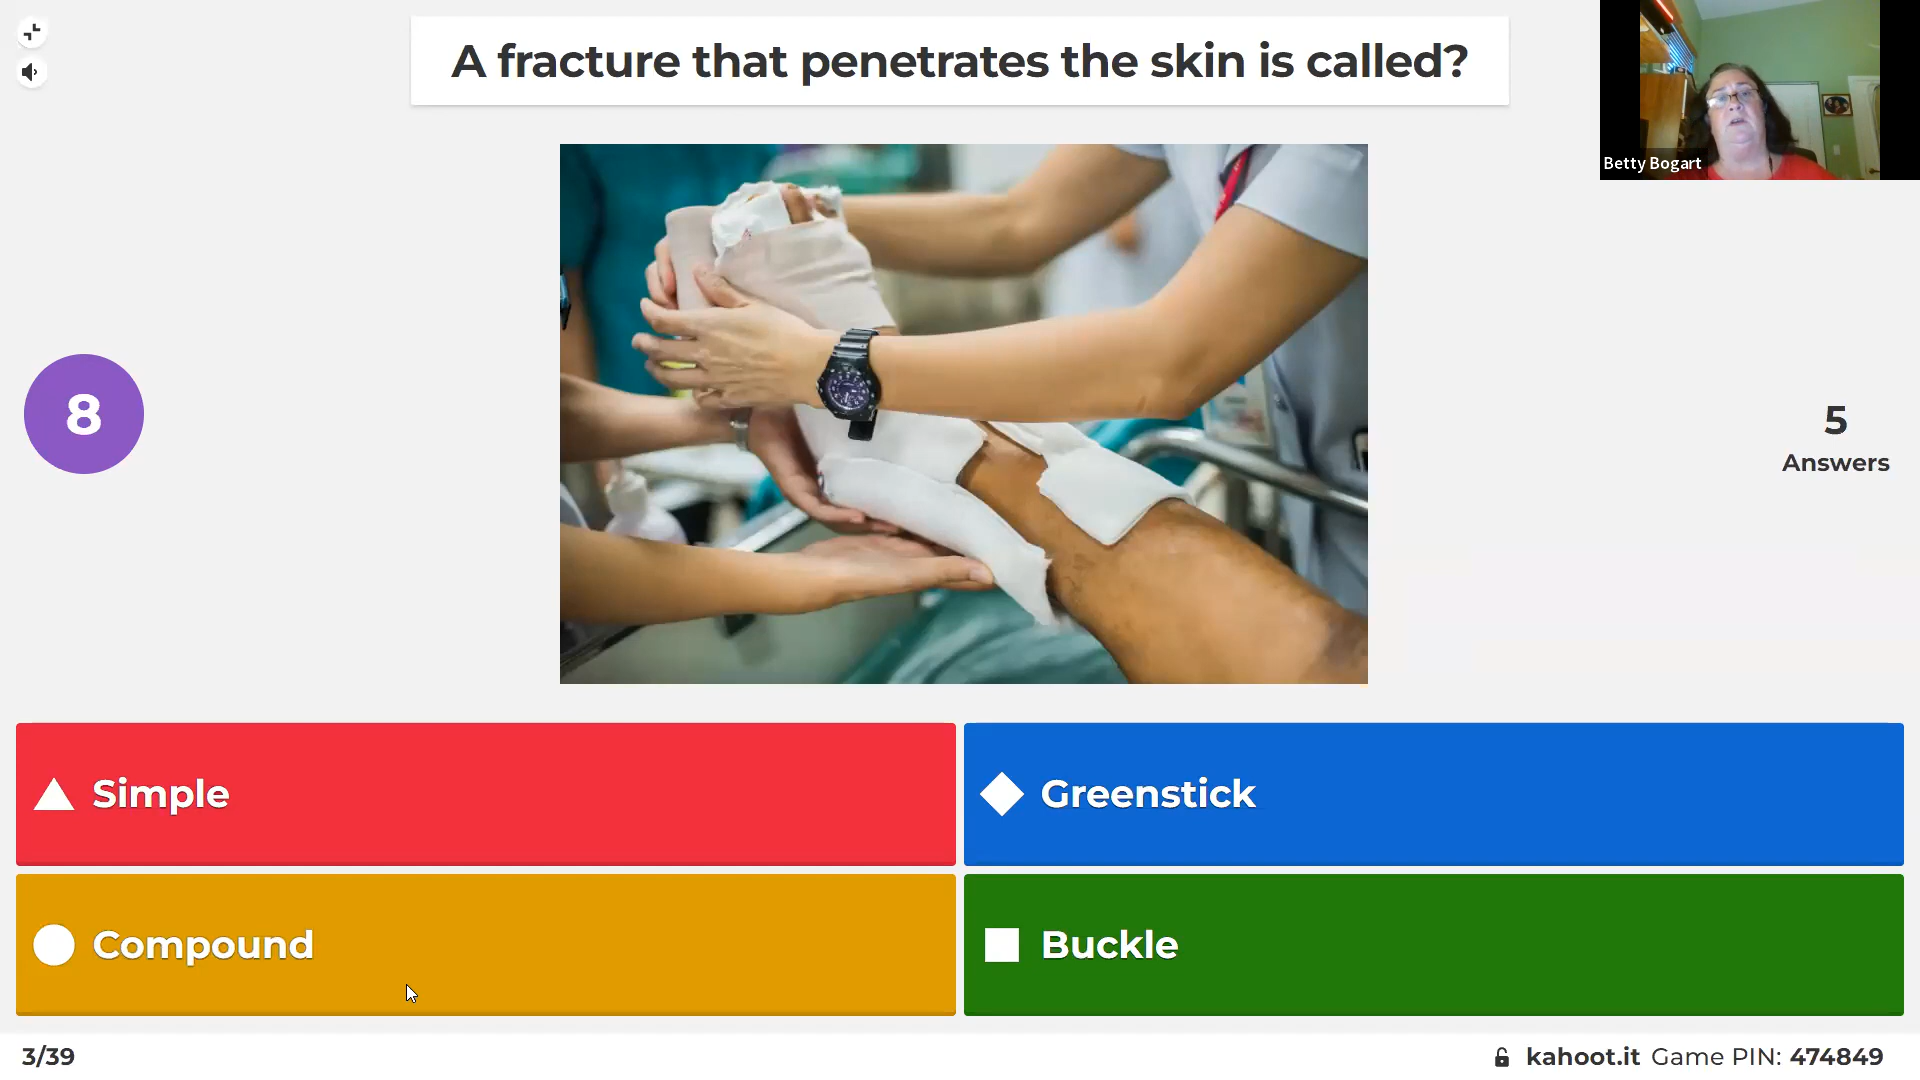 A fracture that penetrates the skin is called?
Betty Bogart
8
5
Answers
Simple
Greenstick
Compound
Buckle
3/39
kahoot.it Game PIN: 474849